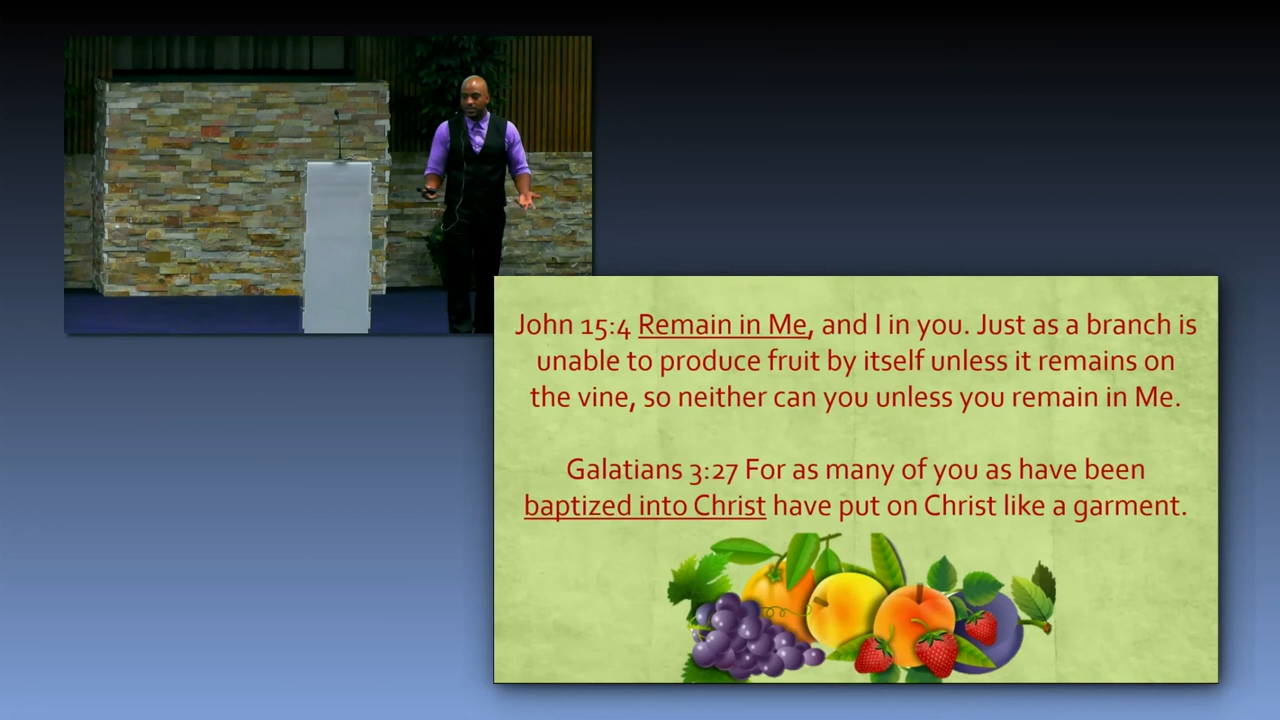 John 15:4 Remain in Me, and I in you. Just as a branch is
unable to produce fruit by itself unless it remains on
the vine, so neither can you unless you remain in Me.
Galatians 3:27 For as many of you as have been
baptized into Christ have put on Christ like a garment.